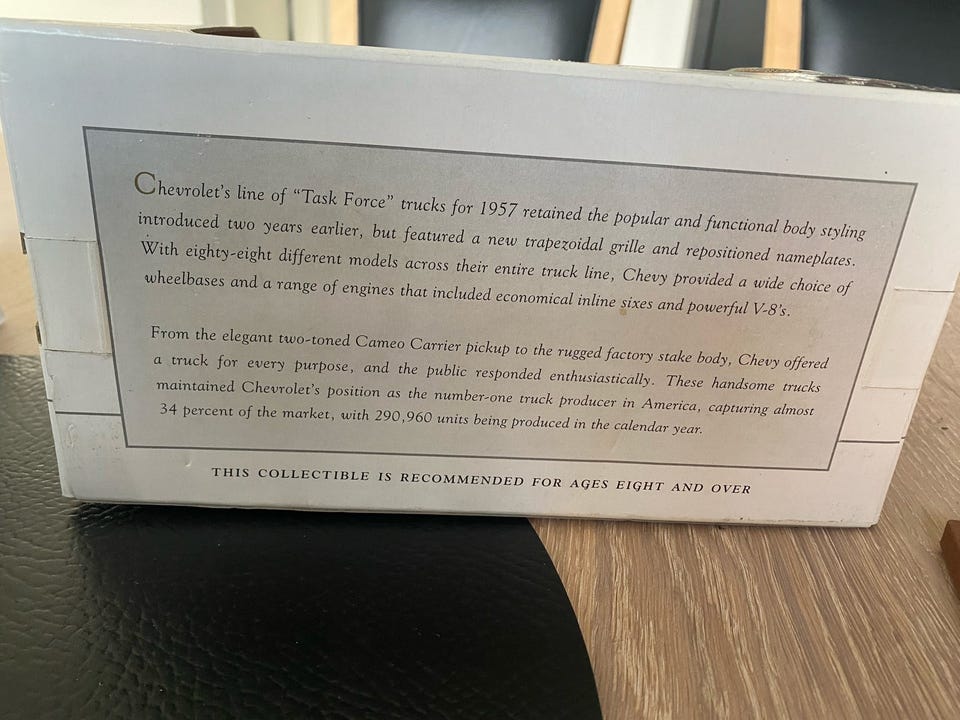 Chevrolet's line of “Task Force” trucks for 1957 retained the popular and functional body styling
introduced two years earlier, but featured a new trapezoidal grille and repositioned nameplates.
With eighty-eight different models across their entire truck line, Chevy provided a wide choice of
wheelbases and a range of engines that included economical inline sixes and powerful V-8's.
From the elegant two-toned Cameo Carrier pickup to the rugged factory stake body, Chevy offered
a truck for every purpose, and the public responded enthusiastically. These handsome trucks
maintained Chevrolet's position as the number-one truck producer in America, capturing almost
34 percent of the market, with 290,960 units being produced in the calendar year.
THIS COLLECTIBLE IS RECOMMENDED FOR AGES EIGHT AND OVER